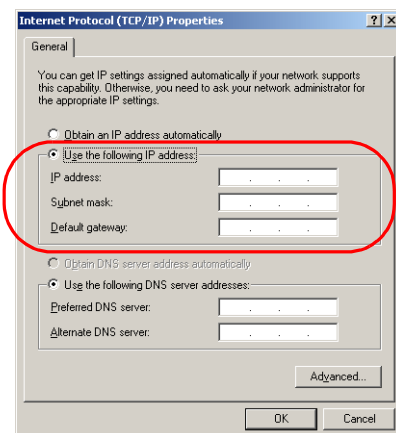 Internet Protocol (TCP/IP) Properties
General
You can get IP settings assigned automatically if your network supports
this capability. Otherwise, you need to ask your network administrator for
the appropriate IP settings.
Obtain an IP address automatically
Use the following IP address:
IP address:
Subnet mask:
Default gateway:
Obtain DNS server address automatically
Use the following DNS server addresses:
Preferred DNS server:
Alternate DNS server:
Advanced...
OK Cancel